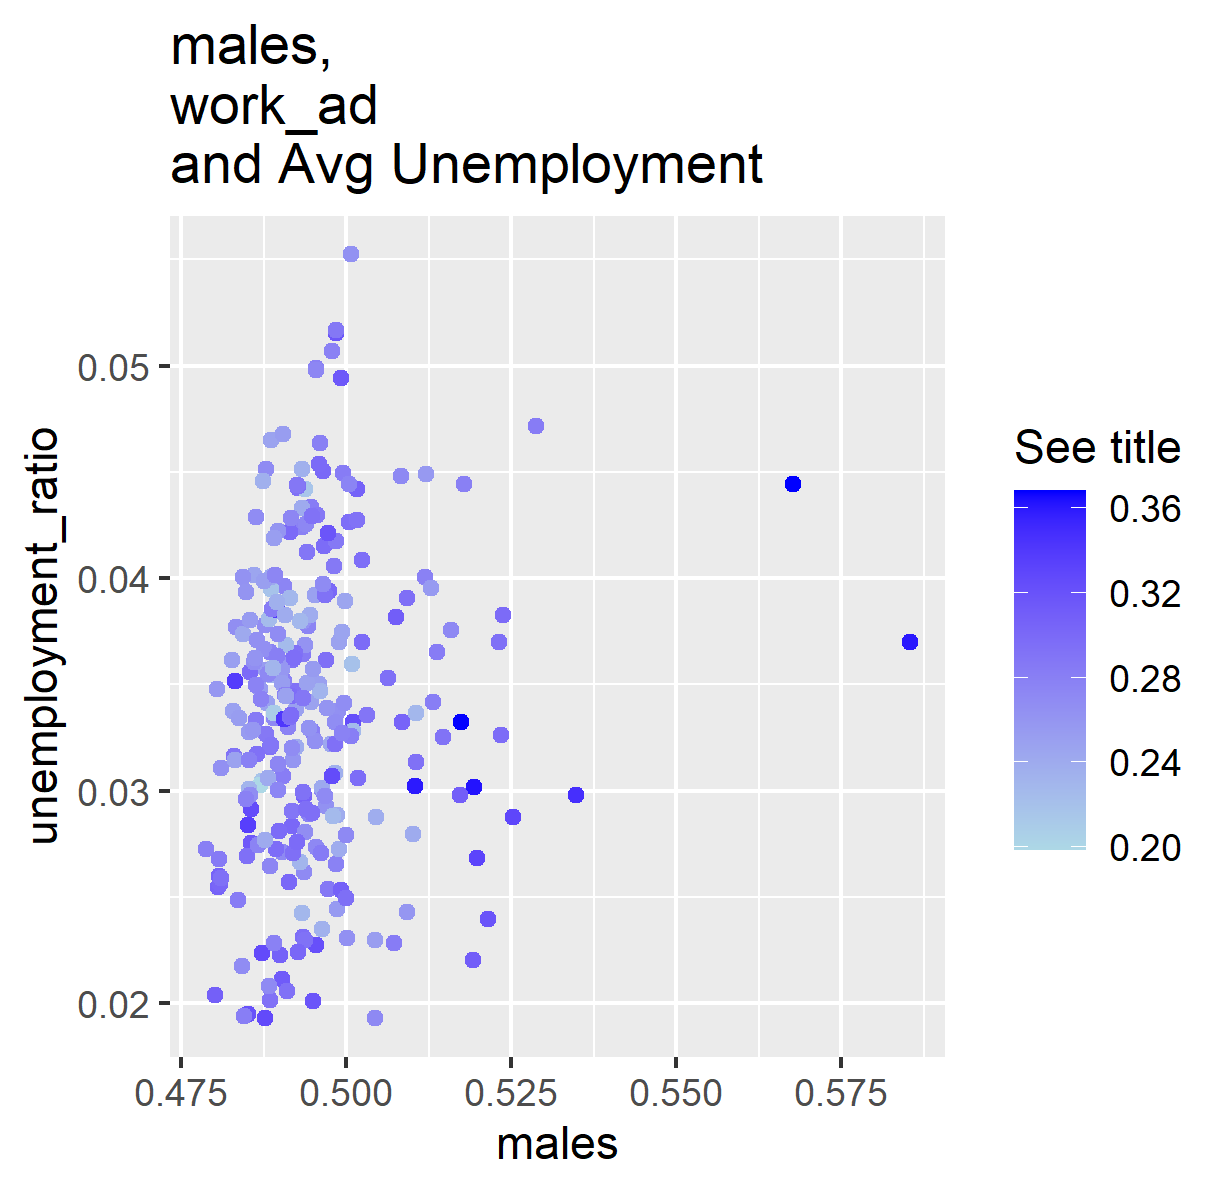 males,
work_ad
and Avg Unemployment
unemployment_ratio
0.05
0.04
0.03
0.02
0.475 0.500 0.525 0.550 0.575
males
See title
0.36
0.32
0.28
0.24
0.20